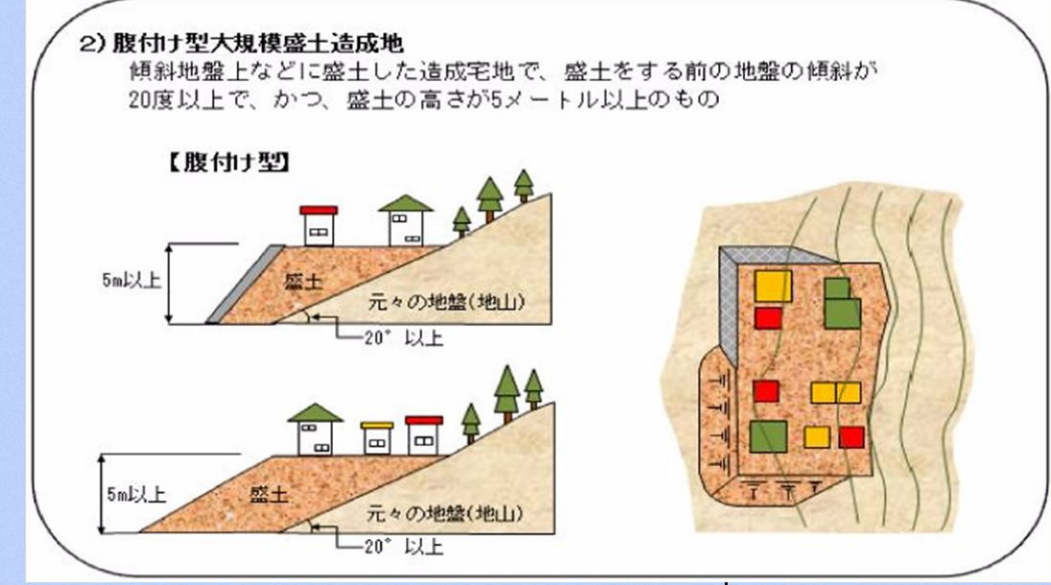 2)腹付け型大規模盛土造成地
傾斜地盤上などに盛土した造成宅地で、盛土をする前の地盤の傾斜が
20度以上で、かつ、盛土の高さが5メートル以上のもの
【腹付け型】
5m以上
盛土
元々の地盤(地山)
20° 以上
5m以上
盛土
元々の地盤(地山)
20° 以上